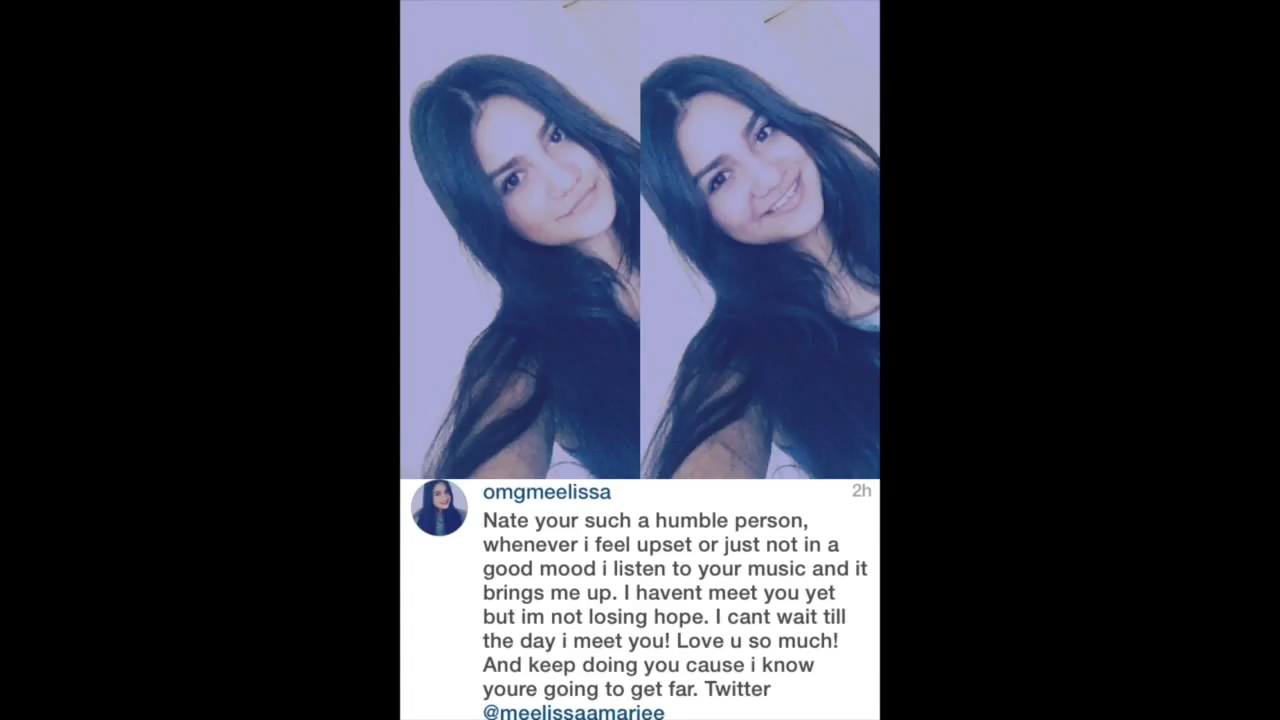 omgmeelissa 2h
Nate your such a humble person,
whenever i feel upset or just not in a
good mood i listen to your music and it
brings me up. I havent meet you yet
but im not losing hope. I cant wait till
the day i meet you! Love u so much!
And keep doing you cause i know
youre going to get far. Twitter
@meelissaamariee